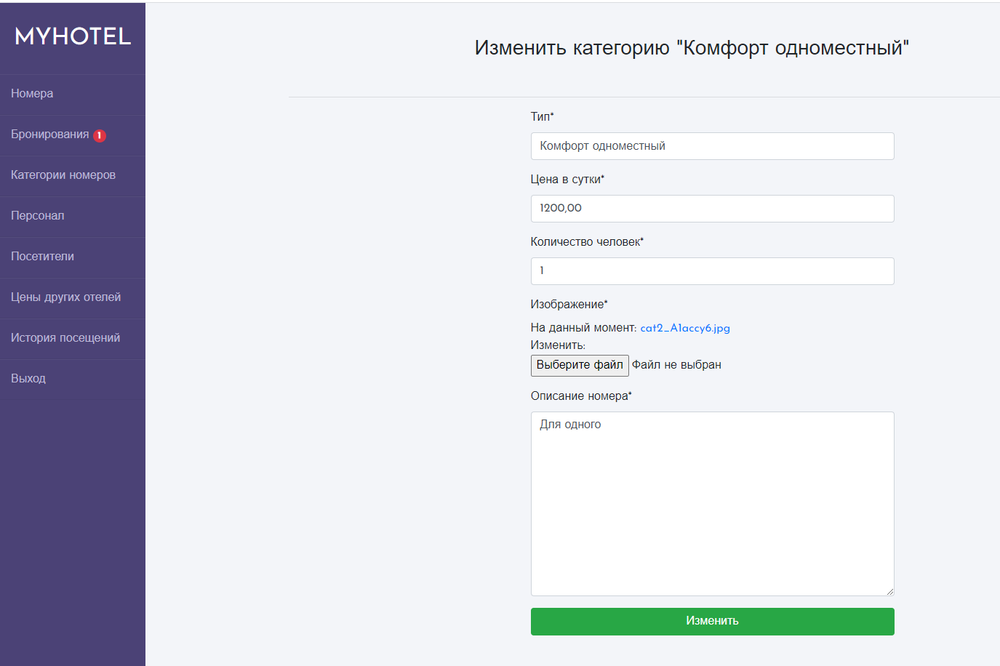 MYHOTEL
Номера
Бронирования 1
Категории номеров
Персонал
Посетители
Цены других отелей
История посещений
Выход
Изменить категорию "Комфорт одноместный"
Тип*
Комфорт одноместный
Цена в сутки*
1200,00
Количество человек*
1
Изображение*
На данный момент: cat2_A1accy6.jpg
Изменить:
Выберите файл Файл не выбран
Описание номера*
Для одного
Изменить